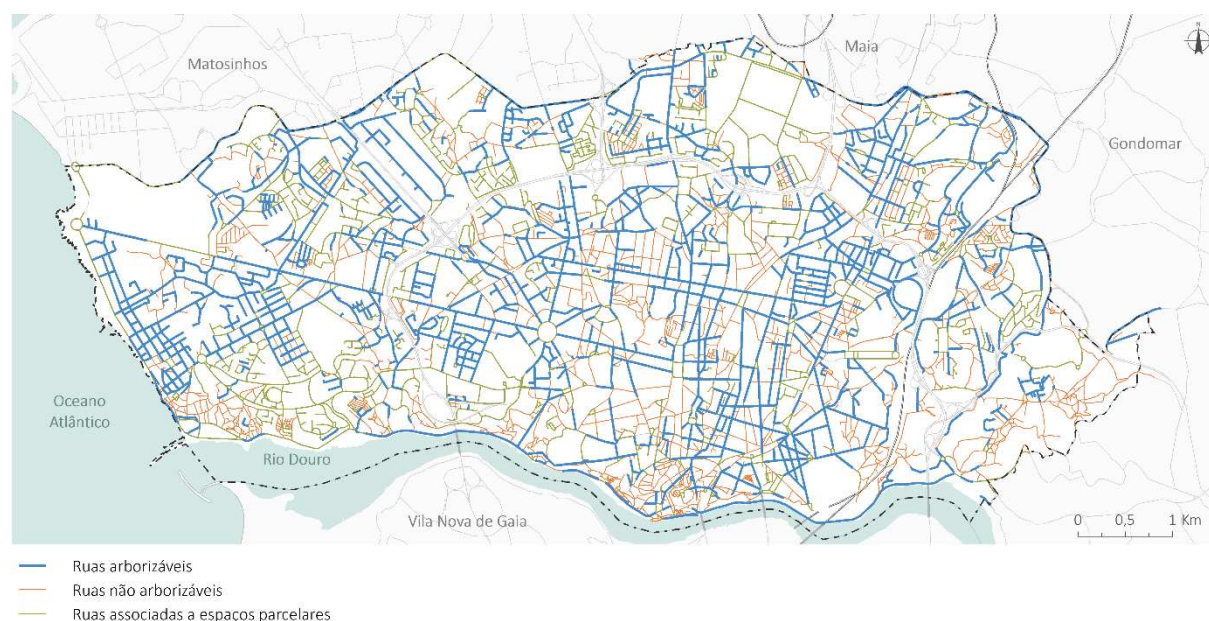 Matosinhos
Maia
N
Gondomar
Oceano
Atlântico
Rio Douro
Vila Nova de Gaia
0 0,5 1 Km
Ruas arborizáveis
Ruas não arborizáveis
Ruas associadas a espaços parcelares